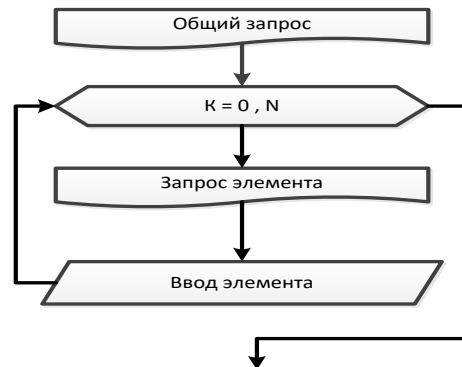 Общий запрос
К = 0 , N
Запрос элемента
Ввод элемента